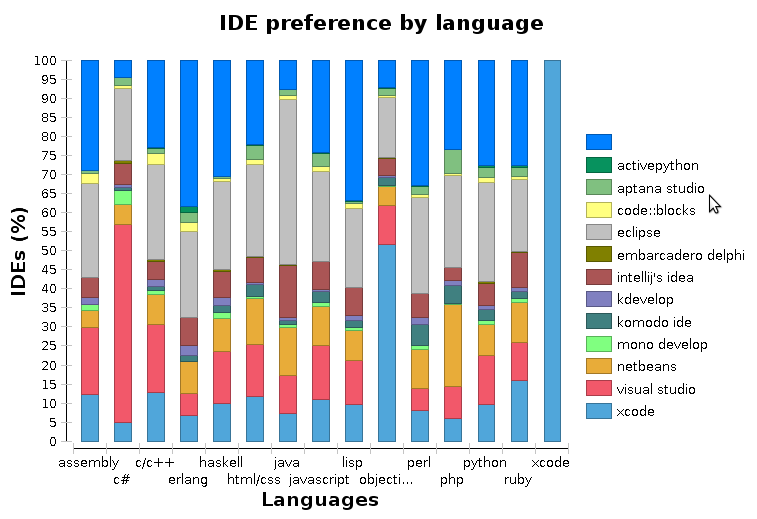 IDE preference by language
100
95
90
85
80
75
70
65
60
55
50
45
40
35
30
25
20
15
10
5
0
IDEs (%)
activepython
aptana studio
code::blocks
eclipse
embarcadero delphi
intellij's idea
kdevelop
komodo ide
mono develop
netbeans
visual studio
xcode
assembly c/c++ haskell java lisp perl python xcode
c# erlang html/css javascript objecti... php ruby
Languages